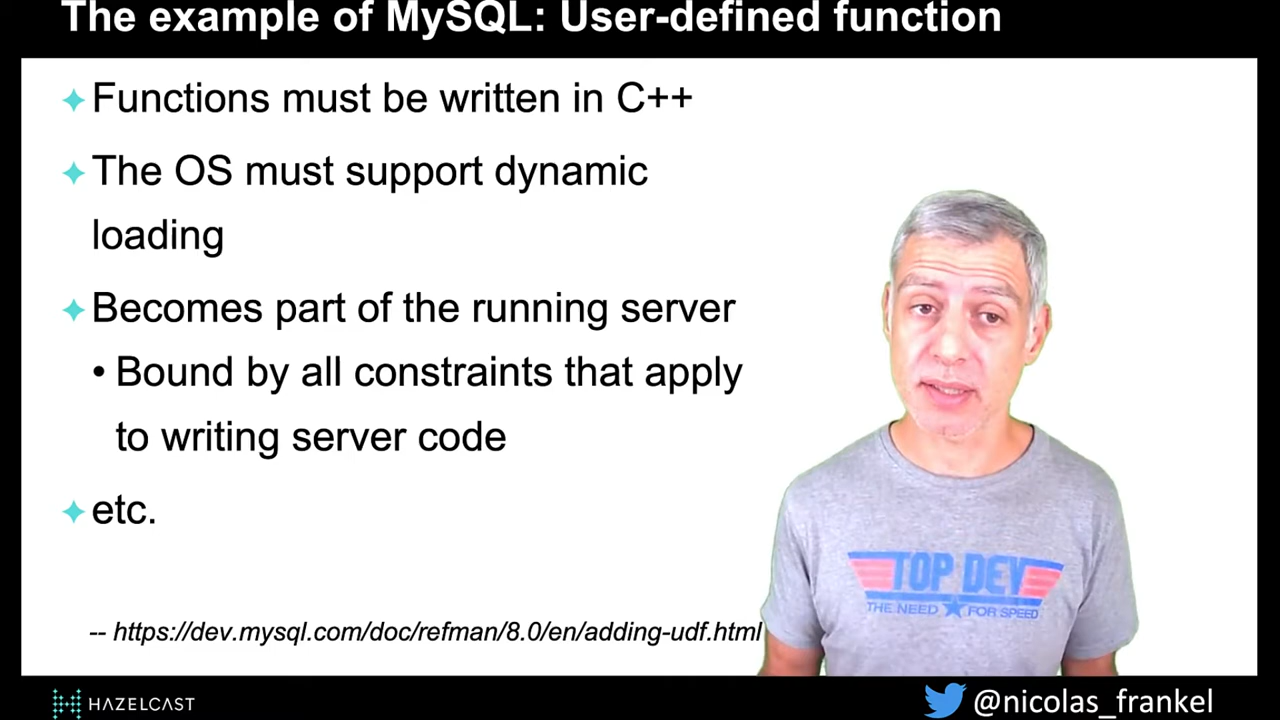 The example of MySQL: User-defined function
Functions must be written in C++
The OS must support dynamic
loading
Becomes part of the running server
• Bound by all constraints that apply
to writing server code
etc.
-- https://dev.mysql.com/doc/refman/8.0/en/adding-udf.html
TOP DEV
THE NEED FOR SPEED
HAZELCAST
@nicolas_frankel